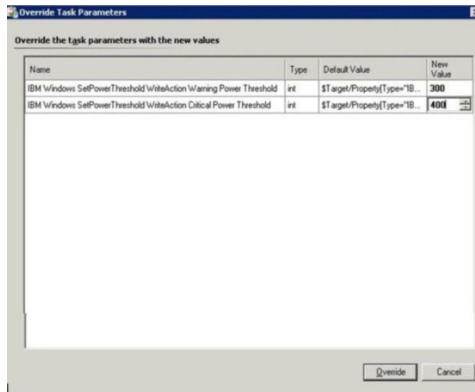 Override Task Parameters
Override the task parameters with the new values
Name Type Default Value New Value
IBM Windows SetPowerThreshold WriteAction Warning Power Threshold int $Target/Property[Type="IB... 300
IBM Windows SetPowerThreshold WriteAction Critical Power Threshold int $Target/Property[Type="IB... 400
Override Cancel